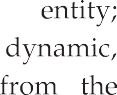 entity;
dynamic,
from the